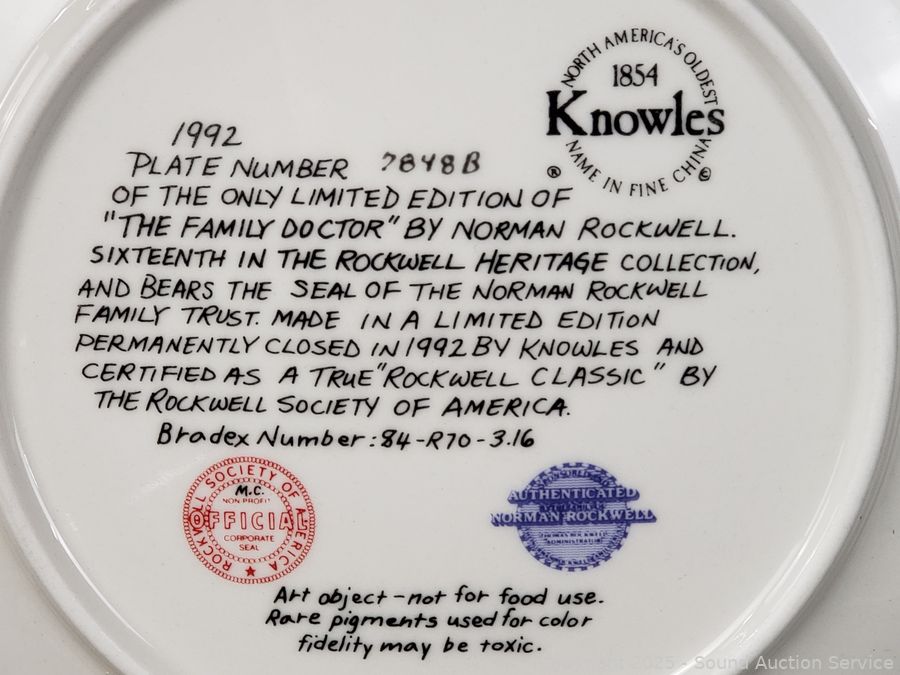 NORTH AMERICA'S OLDEST
1854
Knowles
NAME IN FINE CHINA
® ©
1992
PLATE NUMBER 7848B
OF THE ONLY LIMITED EDITION OF
"THE FAMILY DOCTOR" BY NORMAN ROCKWELL.
SIXTEENTH IN THE ROCKWELL HERITAGE COLLECTION,
AND BEARS THE SEAL OF THE NORMAN ROCKWELL
FAMILY TRUST. MADE IN A LIMITED EDITION
PERMANENTLY CLOSED IN 1992 BY KNOWLES AND
CERTIFIED AS A TRUE "ROCKWELL CLASSIC" BY
THE ROCKWELL SOCIETY OF AMERICA.
Bradex Number: 84-R70-3.16
ROCKWELL SOCIETY OF AMERICA
M.C.
NON-PROFIT
OFFICIAL
CORPORATE
SEAL
AUTHENTICATED
NORMAN ROCKWELL
THOMAS ROCKWELL
ADMINISTRATOR
Art object - not for food use.
Rare pigments used for color
fidelity may be toxic.
2025 - Sound Auction Service